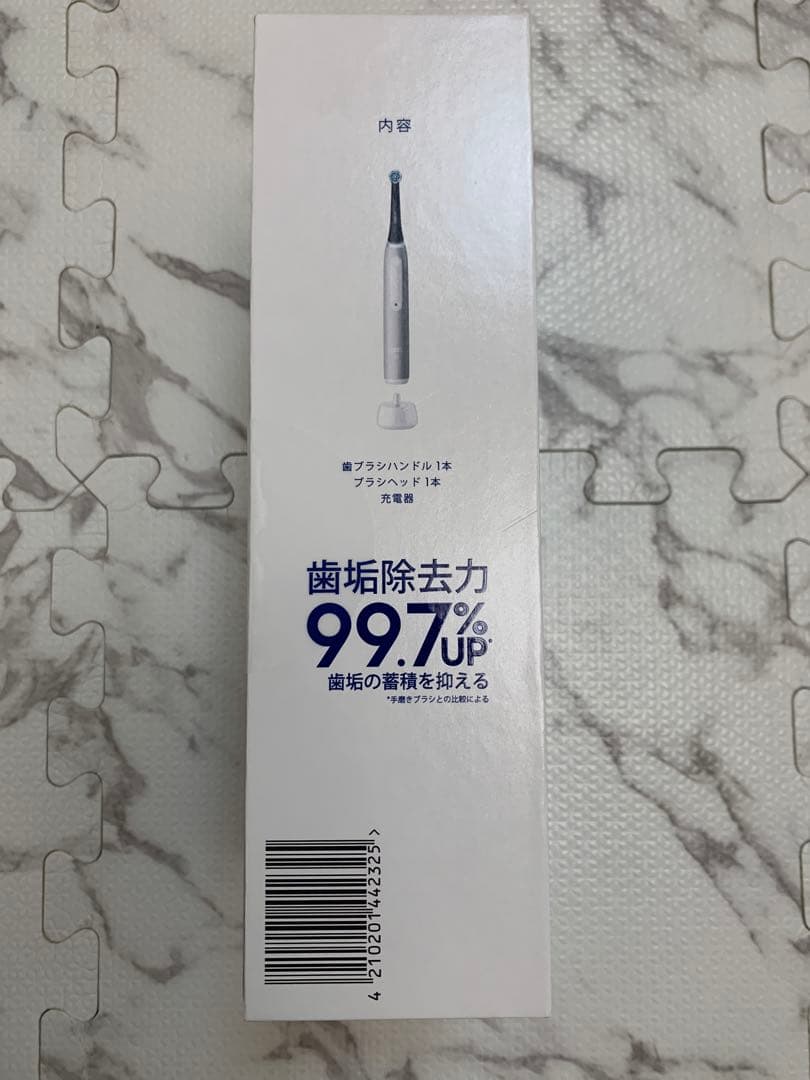 内容
歯ブラシハンドル 1本
ブラシヘッド 1本
充電器
歯垢除去力
99.7%UP*
歯垢の蓄積を抑える
*手磨きブラシとの比較による
4 210201 442325 >